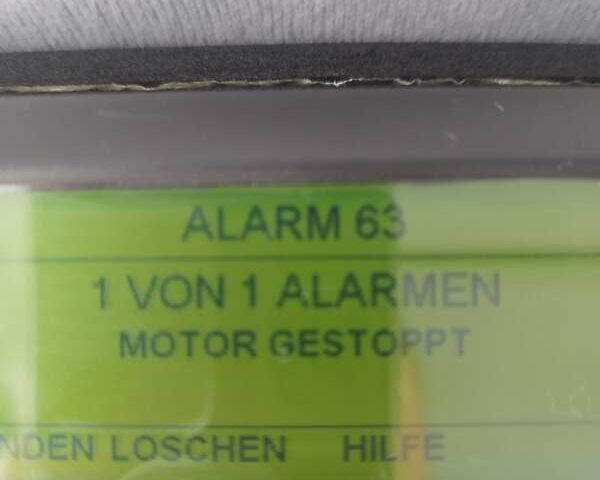 ALARM 63
1 VON 1 ALARMEN
MOTOR GESTOPPT
NDEN LOSCHEN HILFE